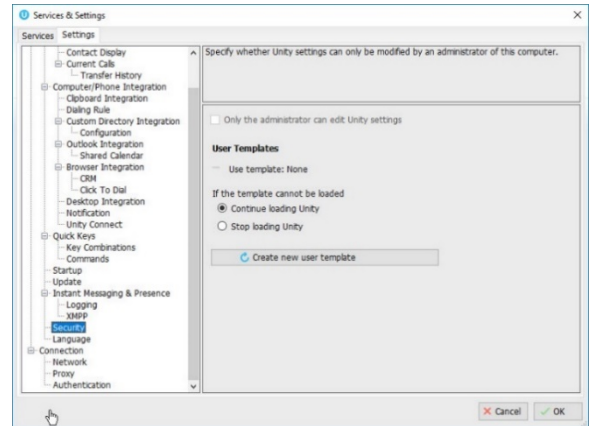 Services & Settings
Services Settings
Contact Display
Current Calls
Transfer History
Computer/Phone Integration
Clipboard Integration
Dialing Rule
Custom Directory Integration
Configuration
Outlook Integration
Shared Calendar
Browser Integration
CRM
Click To Dial
Desktop Integration
Notification
Unity Connect
Quick Keys
Key Combinations
Commands
Startup
Update
Instant Messaging & Presence
Logging
XMPP
Security
Language
Connection
Network
Proxy
Authentication
Specify whether Unity settings can only be modified by an administrator of this computer.
Only the administrator can edit Unity settings
User Templates
Use template: None
If the template cannot be loaded
Continue loading Unity
Stop loading Unity
Create new user template
Cancel OK